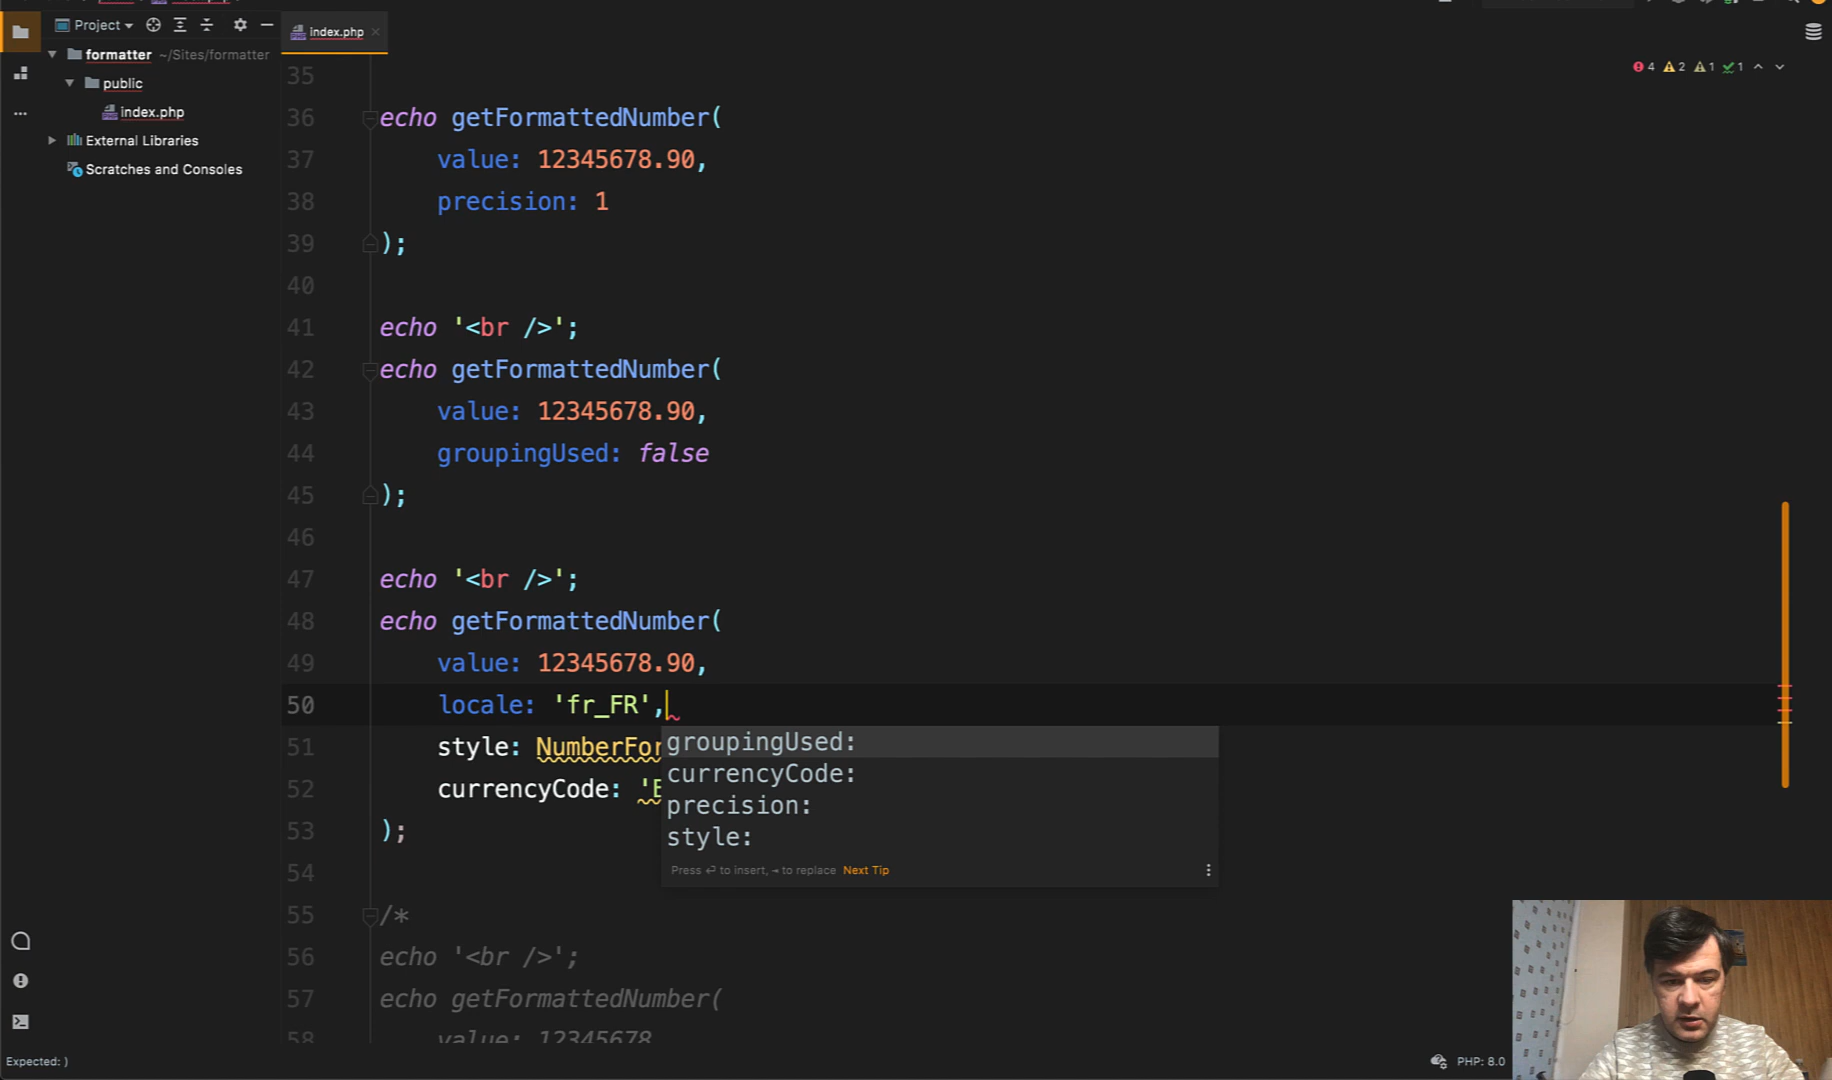 Project
index.php
4 2 1 1
formatter ~/Sites/formatter
public
index.php
External Libraries
Scratches and Consoles
35
36 echo getFormattedNumber(
37 value: 12345678.90,
38 precision: 1
39 );
40
41 echo '<br />';
42 echo getFormattedNumber(
43 value: 12345678.90,
44 groupingUsed: false
45 );
46
47 echo '<br />';
48 echo getFormattedNumber(
49 value: 12345678.90,
50 locale: 'fr_FR',
51 style: NumberFor
52 currencyCode: 'E
groupingUsed:
currencyCode:
precision:
style:
Press ↵ to insert, ⇥ to replace Next Tip
53 );
54
55 /*
56 echo '<br />';
57 echo getFormattedNumber(
58 value: 12345678
Expected: )
PHP: 8.0